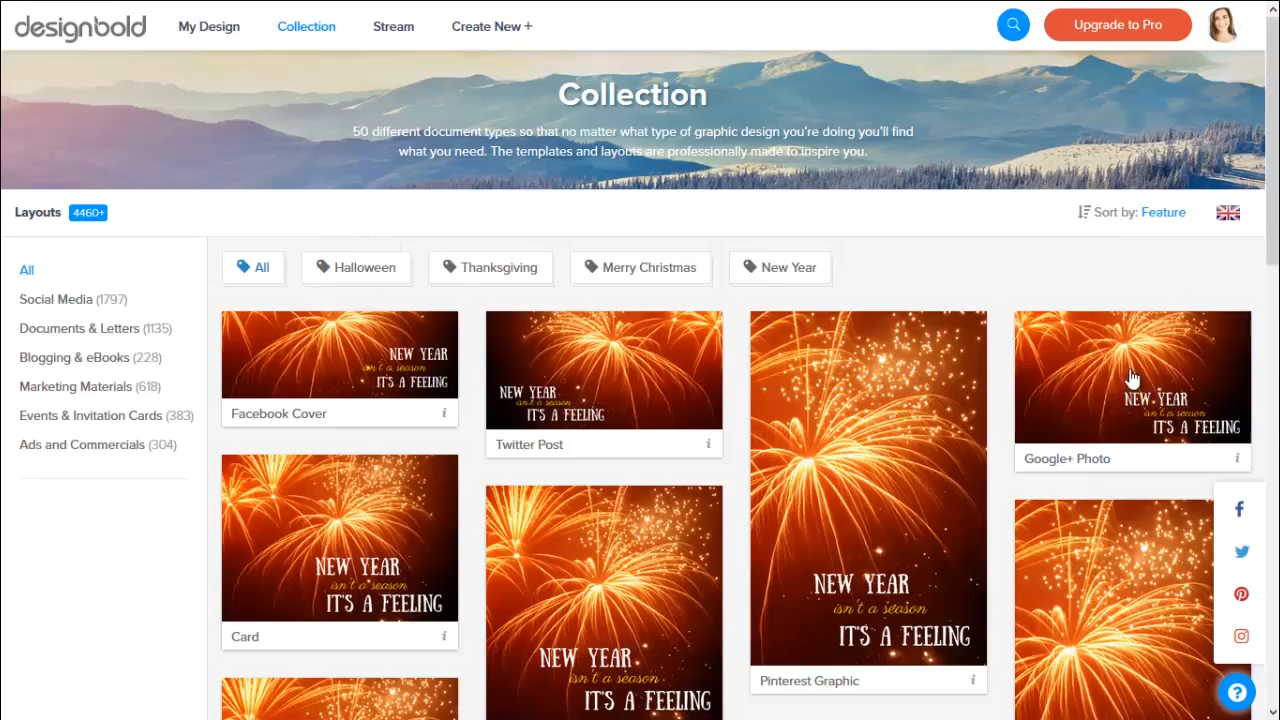 designbold
My Design
Collection
Stream
Create New +
Upgrade to Pro
Collection
50 different document types so that no matter what type of graphic design you're doing you'll find
what you need. The templates and layouts are professionally made to inspire you.
Layouts 4460+
Sort by: Feature
All
Social Media (1797)
Documents & Letters (1135)
Blogging & eBooks (228)
Marketing Materials (618)
Events & Invitation Cards (383)
Ads and Commercials (304)
All
Halloween
Thanksgiving
Merry Christmas
New Year
NEW YEAR
isn't a season
IT'S A FEELING
Facebook Cover
i
NEW YEAR
isn't a season
IT'S A FEELING
Twitter Post
i
NEW YEAR
isn't a season
IT'S A FEELING
Pinterest Graphic
i
NEW YEAR
isn't a season
IT'S A FEELING
Google+ Photo
i
NEW YEAR
isn't a season
IT'S A FEELING
Card
i
NEW YEAR
isn't a season
IT'S A FEELING
?